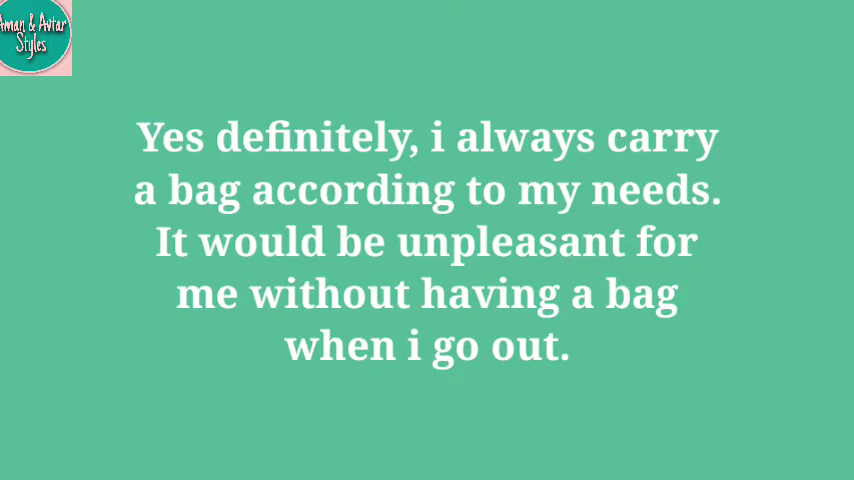 Aman & Avtar
Styles
Yes definitely, i always carry
a bag according to my needs.
It would be unpleasant for
me without having a bag
when i go out.